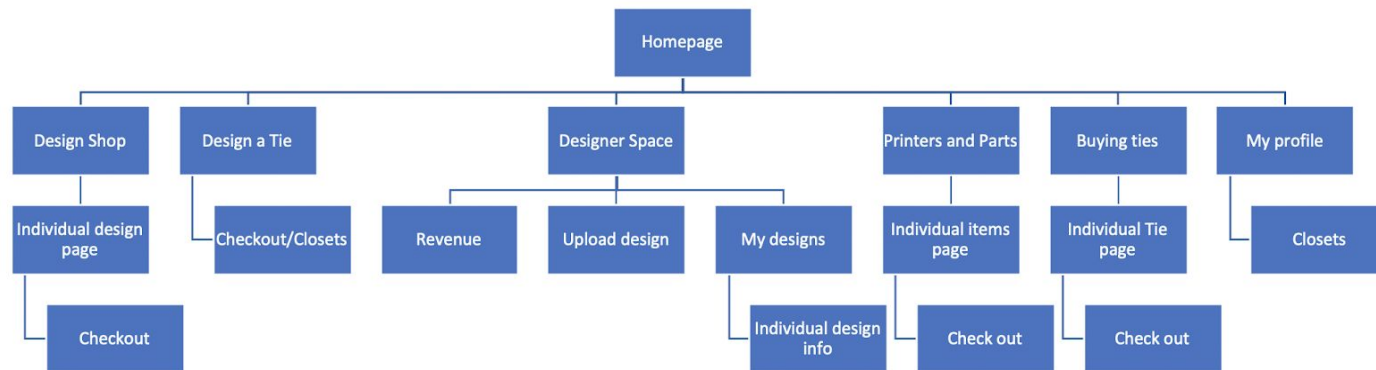 Homepage
Design Shop
Design a Tie
Designer Space
Printers and Parts
Buying ties
My profile
Individual design
page
Checkout/Closets
Revenue
Upload design
My designs
Individual items
page
Individual Tie
page
Closets
Checkout
Individual design
info
Check out
Check out